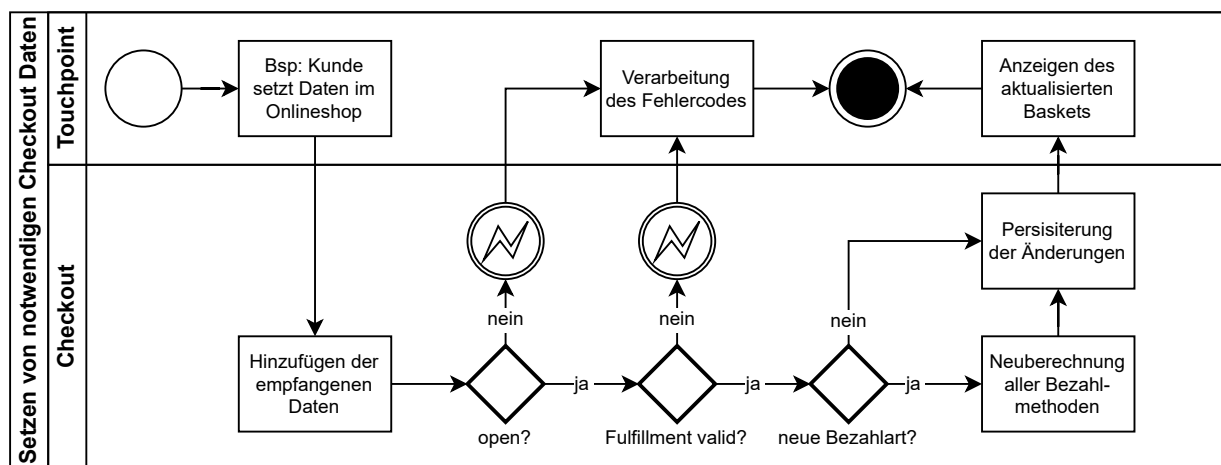 Setzen von notwendigen Checkout Daten
Touchpoint
Bsp: Kunde
setzt Daten im
Onlineshop
Verarbeitung
des Fehlercodes
Anzeigen des
aktualisierten
Baskets
Checkout
Persisiterung
der Änderungen
nein
nein
nein
Hinzufügen der
empfangenen
Daten
ja
ja
ja
Neuberechnung
aller Bezahl-
methoden
open?
Fulfillment valid?
neue Bezahlart?